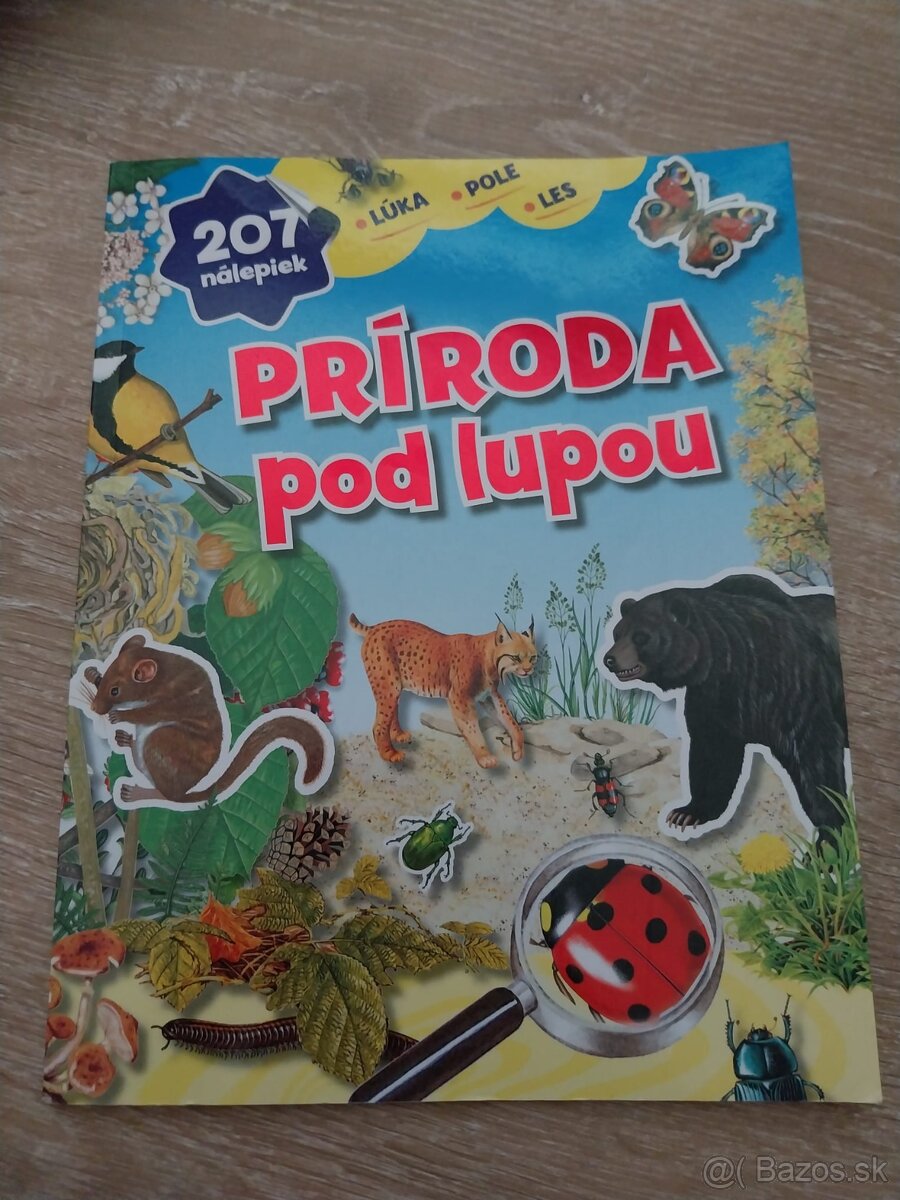 207
nálepiek
• LÚKA
• POLE
• LES
PRÍRODA
pod lupou
@( Bazos.sk